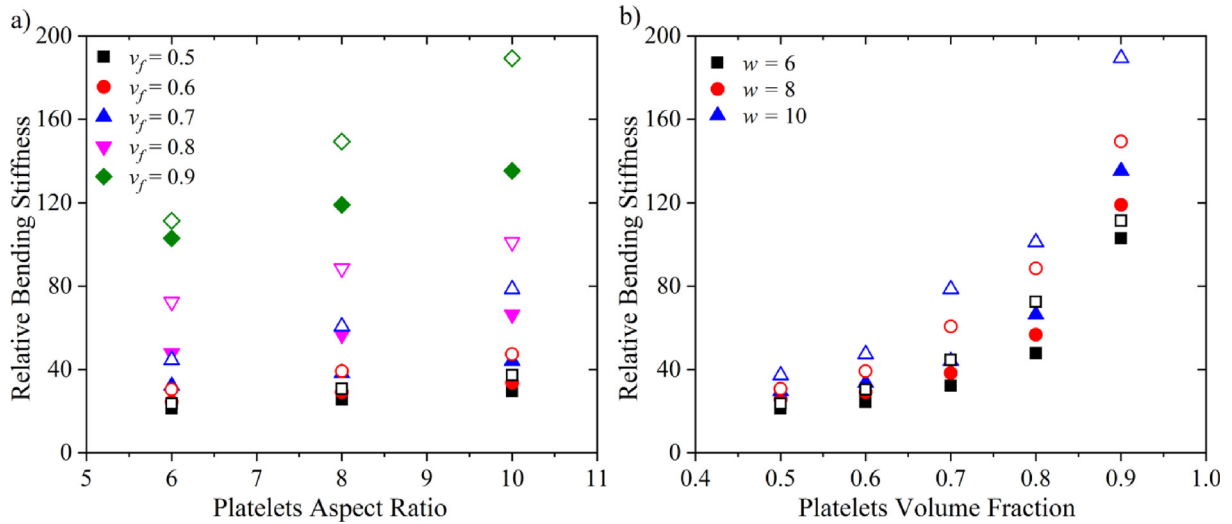 a)
200
160
120
80
40
0
Relative Bending Stiffness
v_f = 0.5
v_f = 0.6
v_f = 0.7
v_f = 0.8
v_f = 0.9
5 6 7 8 9 10 11
Platelets Aspect Ratio
b)
200
160
120
80
40
0
Relative Bending Stiffness
w = 6
w = 8
w = 10
0.4 0.5 0.6 0.7 0.8 0.9 1.0
Platelets Volume Fraction